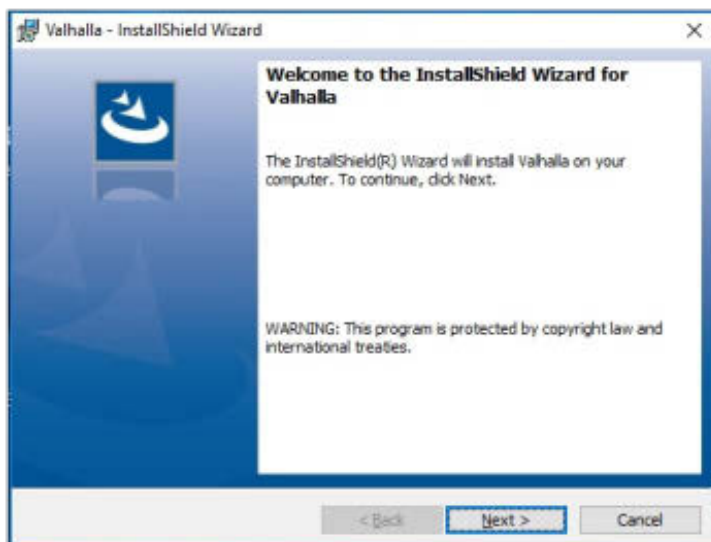 Valhalla - InstallShield Wizard
Welcome to the InstallShield Wizard for
Valhalla
The InstallShield(R) Wizard will install Valhalla on your
computer. To continue, click Next.
WARNING: This program is protected by copyright law and
international treaties.
< Back Next > Cancel